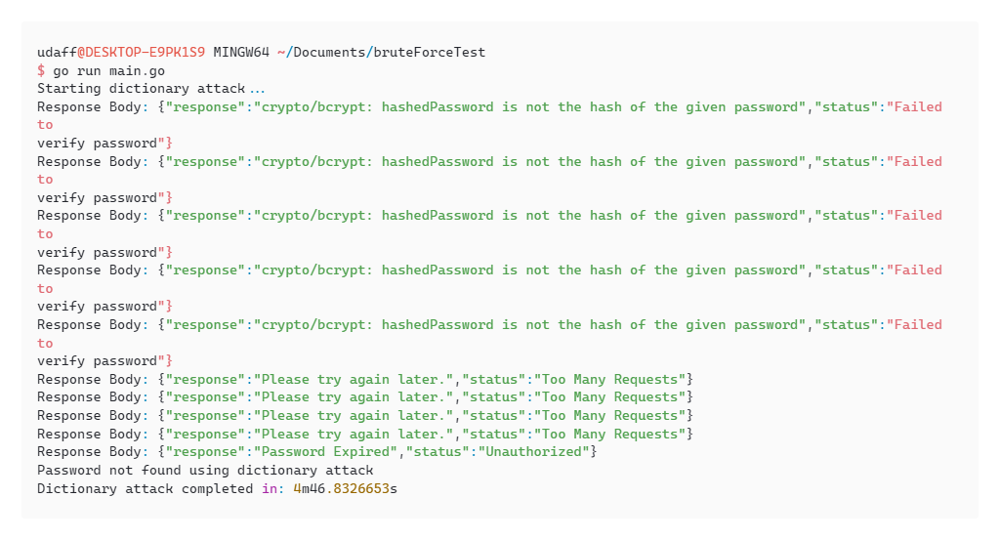 udaff@DESKTOP-E9PK1S9 MINGW64 ~/Documents/bruteForceTest
$ go run main.go
Starting dictionary attack...
Response Body: {"response":"crypto/bcrypt: hashedPassword is not the hash of the given password","status":"Failed
to
verify password"}
Response Body: {"response":"crypto/bcrypt: hashedPassword is not the hash of the given password","status":"Failed
to
verify password"}
Response Body: {"response":"crypto/bcrypt: hashedPassword is not the hash of the given password","status":"Failed
to
verify password"}
Response Body: {"response":"crypto/bcrypt: hashedPassword is not the hash of the given password","status":"Failed
to
verify password"}
Response Body: {"response":"crypto/bcrypt: hashedPassword is not the hash of the given password","status":"Failed
to
verify password"}
Response Body: {"response":"Please try again later.","status":"Too Many Requests"}
Response Body: {"response":"Please try again later.","status":"Too Many Requests"}
Response Body: {"response":"Please try again later.","status":"Too Many Requests"}
Response Body: {"response":"Please try again later.","status":"Too Many Requests"}
Response Body: {"response":"Password Expired","status":"Unauthorized"}
Password not found using dictionary attack
Dictionary attack completed in: 4m46.8326653s